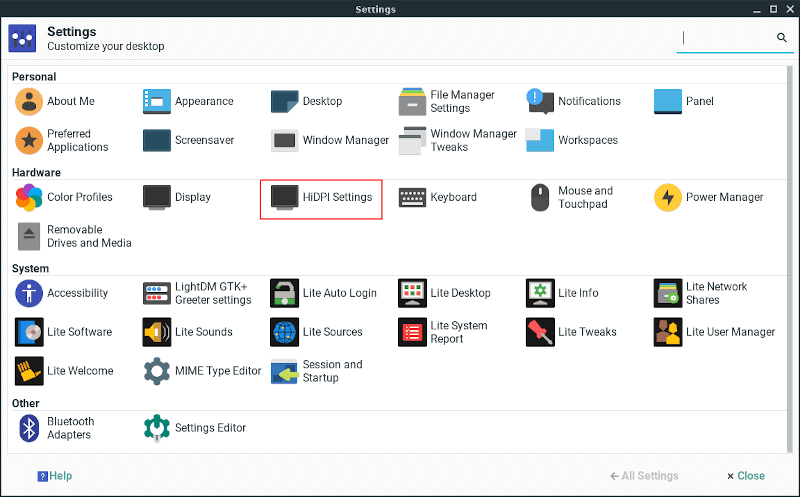 Settings
Settings
Customize your desktop
Personal
About Me
Appearance
Desktop
File Manager
Settings
Notifications
Panel
Preferred
Applications
Screensaver
Window Manager
Window Manager
Tweaks
Workspaces
Hardware
Color Profiles
Display
HiDPI Settings
Keyboard
Mouse and
Touchpad
Power Manager
Removable
Drives and Media
System
Accessibility
LightDM GTK+
Greeter settings
Lite Auto Login
Lite Desktop
Lite Info
Lite Network
Shares
Lite Software
Lite Sounds
Lite Sources
Lite System
Report
Lite Tweaks
Lite User Manager
Lite Welcome
MIME Type Editor
Session and
Startup
Other
Bluetooth
Adapters
Settings Editor
? Help
All Settings
Close